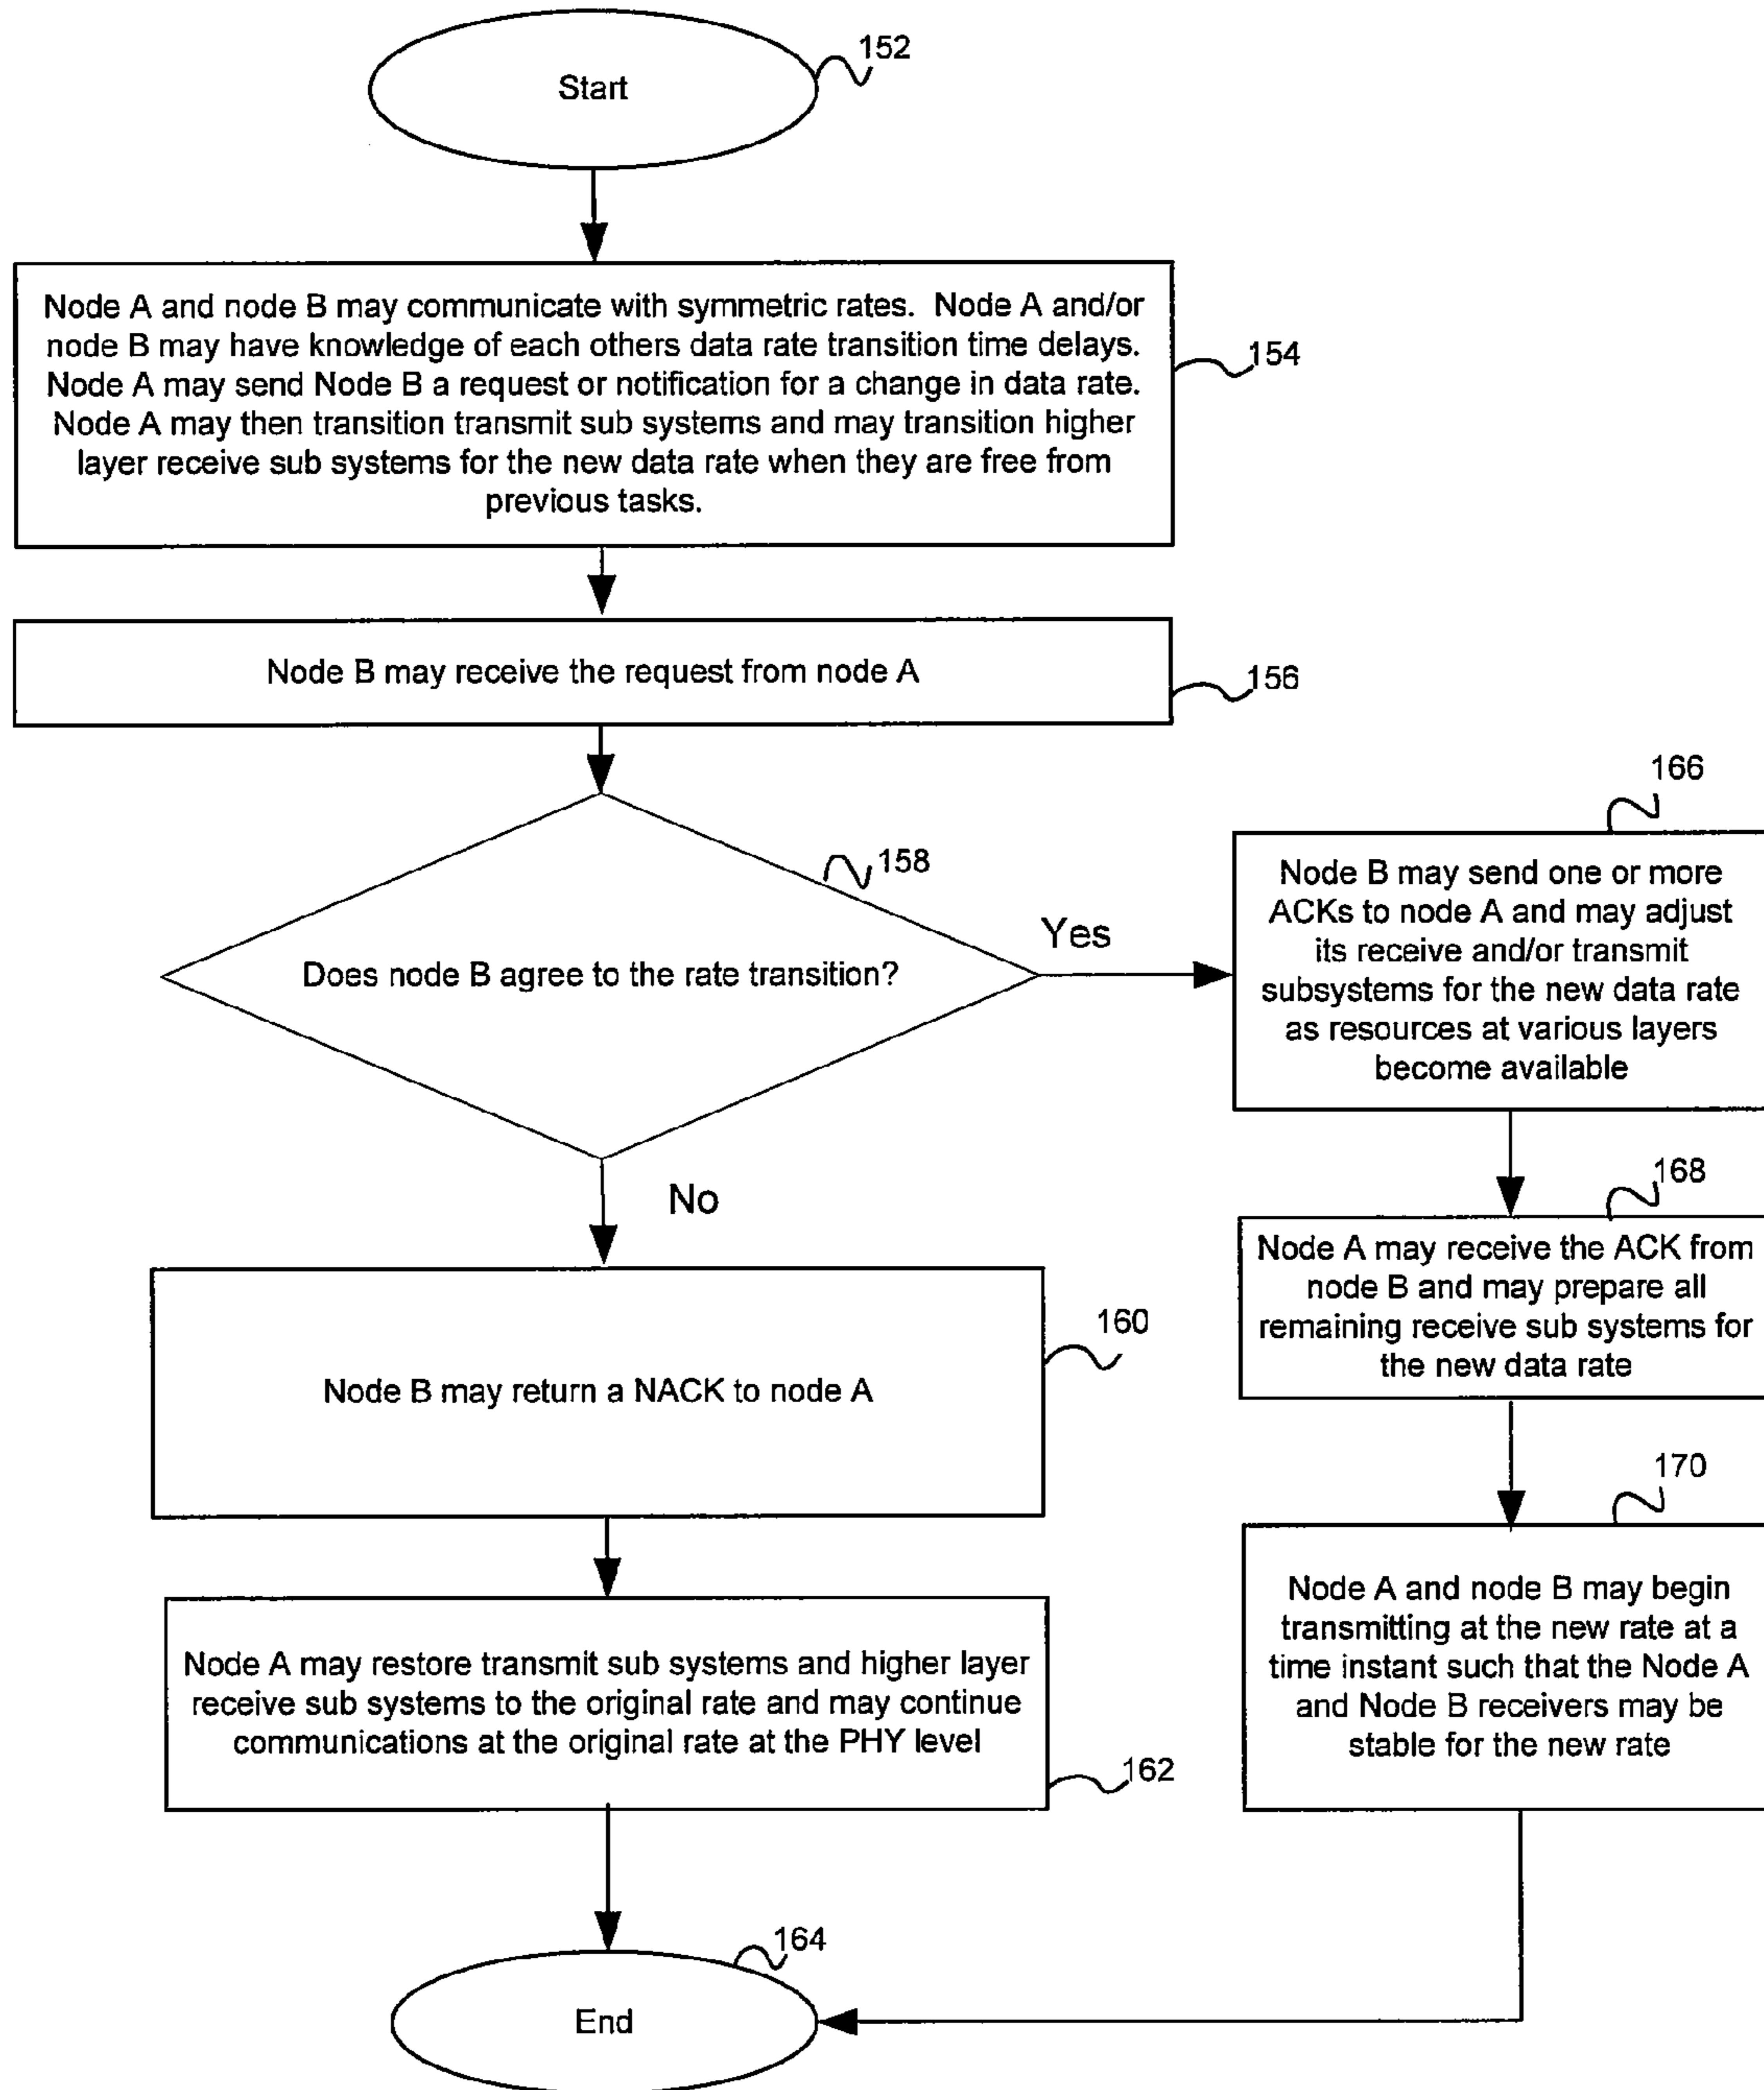 152
Start
Node A and node B may communicate with symmetric rates. Node A and/or
node B may have knowledge of each others data rate transition time delays.
Node A may send Node B a request or notification for a change in data rate.
Node A may then transition transmit sub systems and may transition higher
layer receive sub systems for the new data rate when they are free from
previous tasks.
154
Node B may receive the request from node A
156
158
Does node B agree to the rate transition?
Yes
No
166
Node B may send one or more
ACKs to node A and may adjust
its receive and/or transmit
subsystems for the new data rate
as resources at various layers
become available
168
Node A may receive the ACK from
node B and may prepare all
remaining receive sub systems for
the new data rate
160
Node B may return a NACK to node A
170
Node A and node B may begin
transmitting at the new rate at a
time instant such that the Node A
and Node B receivers may be
stable for the new rate
Node A may restore transmit sub systems and higher layer
receive sub systems to the original rate and may continue
communications at the original rate at the PHY level
162
164
End